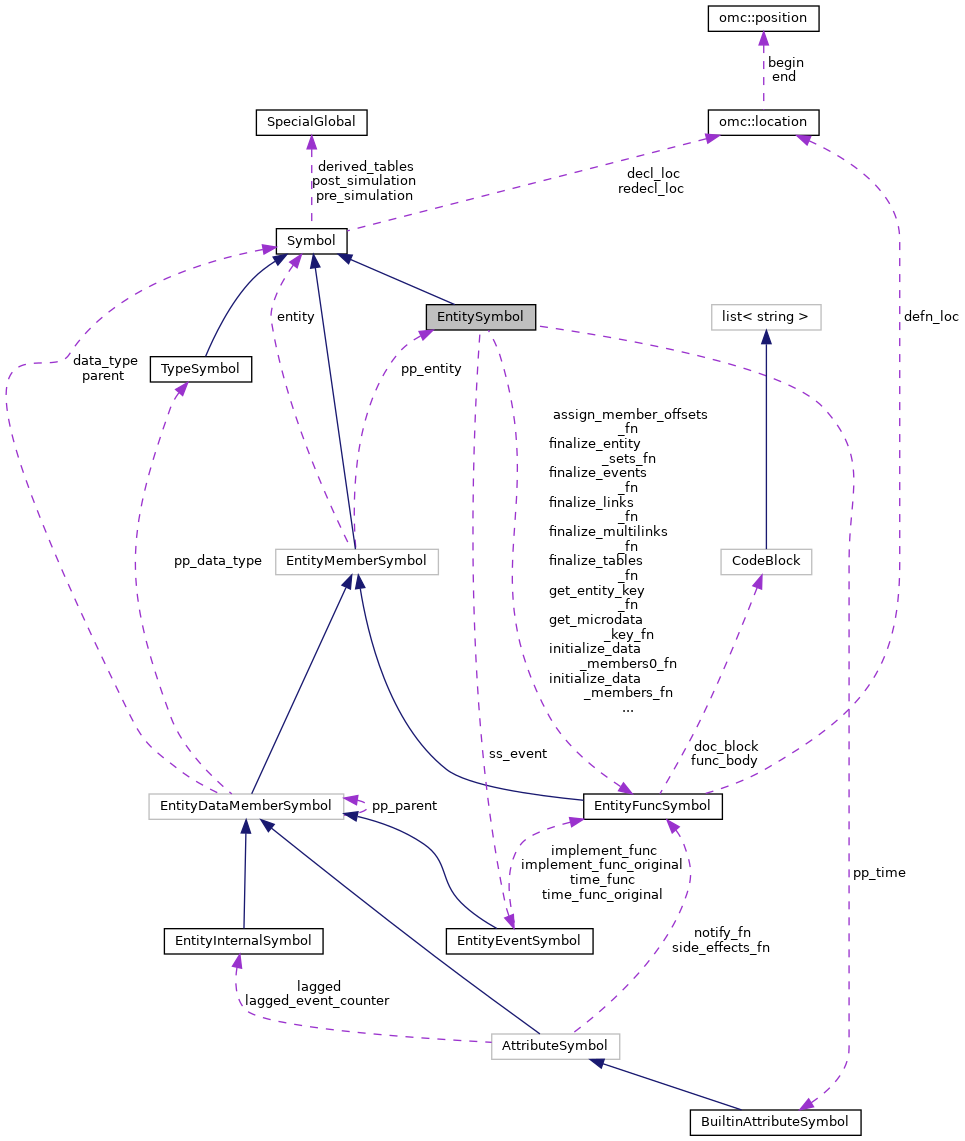 omc::position
begin
end
SpecialGlobal
omc::location
derived_tables
post_simulation
pre_simulation
decl_loc
redecl_loc
Symbol
entity
EntitySymbol
list< string >
defn_loc
data_type
parent
TypeSymbol
pp_entity
assign_member_offsets
_fn
finalize_entity
_sets_fn
finalize_events
_fn
finalize_links
_fn
finalize_multilinks
_fn
finalize_tables
_fn
get_entity_key
_fn
get_microdata
_key_fn
initialize_data
_members0_fn
initialize_data
_members_fn
...
pp_data_type
EntityMemberSymbol
CodeBlock
ss_event
doc_block
func_body
EntityDataMemberSymbol
pp_parent
EntityFuncSymbol
implement_func
implement_func_original
time_func
time_func_original
pp_time
EntityInternalSymbol
EntityEventSymbol
notify_fn
side_effects_fn
lagged
lagged_event_counter
AttributeSymbol
BuiltinAttributeSymbol